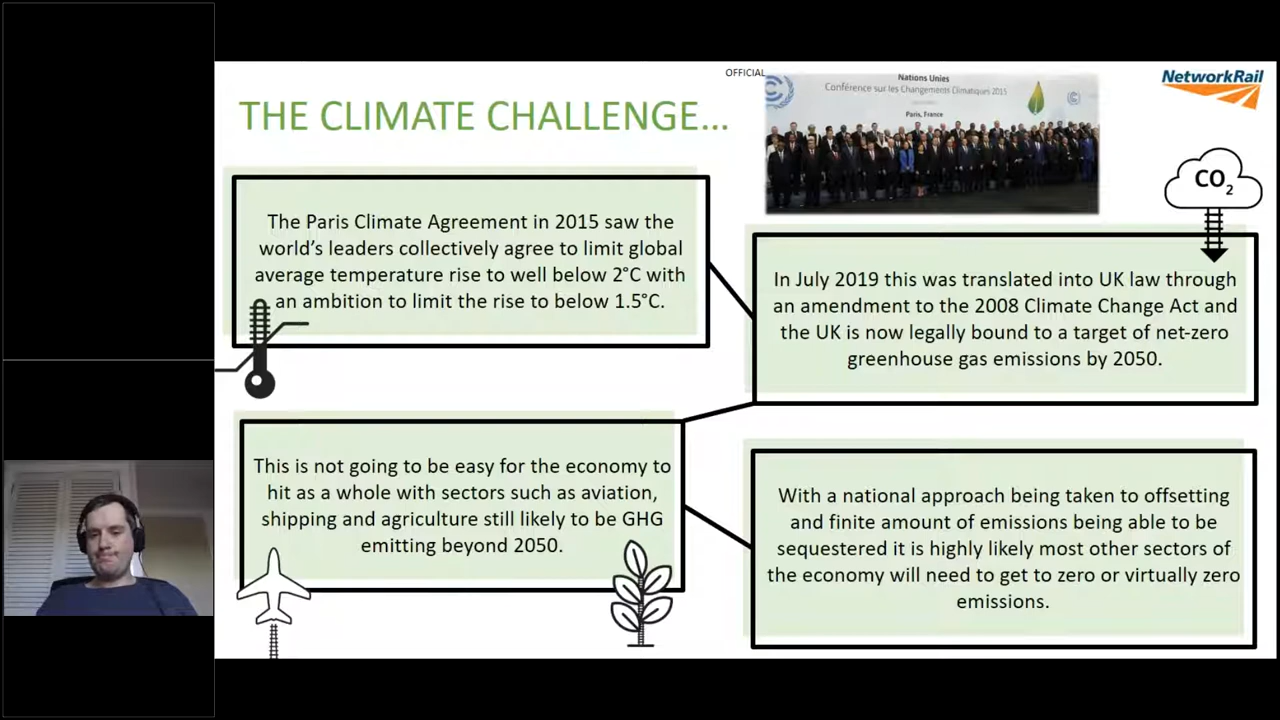 OFFICIAL
THE CLIMATE CHALLENGE...
Nations Unies
Conférence sur les Changements Climatiques 2015
Paris, France
NetworkRail
CO2
The Paris Climate Agreement in 2015 saw the
world's leaders collectively agree to limit global
average temperature rise to well below 2°C with
an ambition to limit the rise to below 1.5°C.
In July 2019 this was translated into UK law through
an amendment to the 2008 Climate Change Act and
the UK is now legally bound to a target of net-zero
greenhouse gas emissions by 2050.
This is not going to be easy for the economy to
hit as a whole with sectors such as aviation,
shipping and agriculture still likely to be GHG
emitting beyond 2050.
With a national approach being taken to offsetting
and finite amount of emissions being able to be
sequestered it is highly likely most other sectors of
the economy will need to get to zero or virtually zero
emissions.